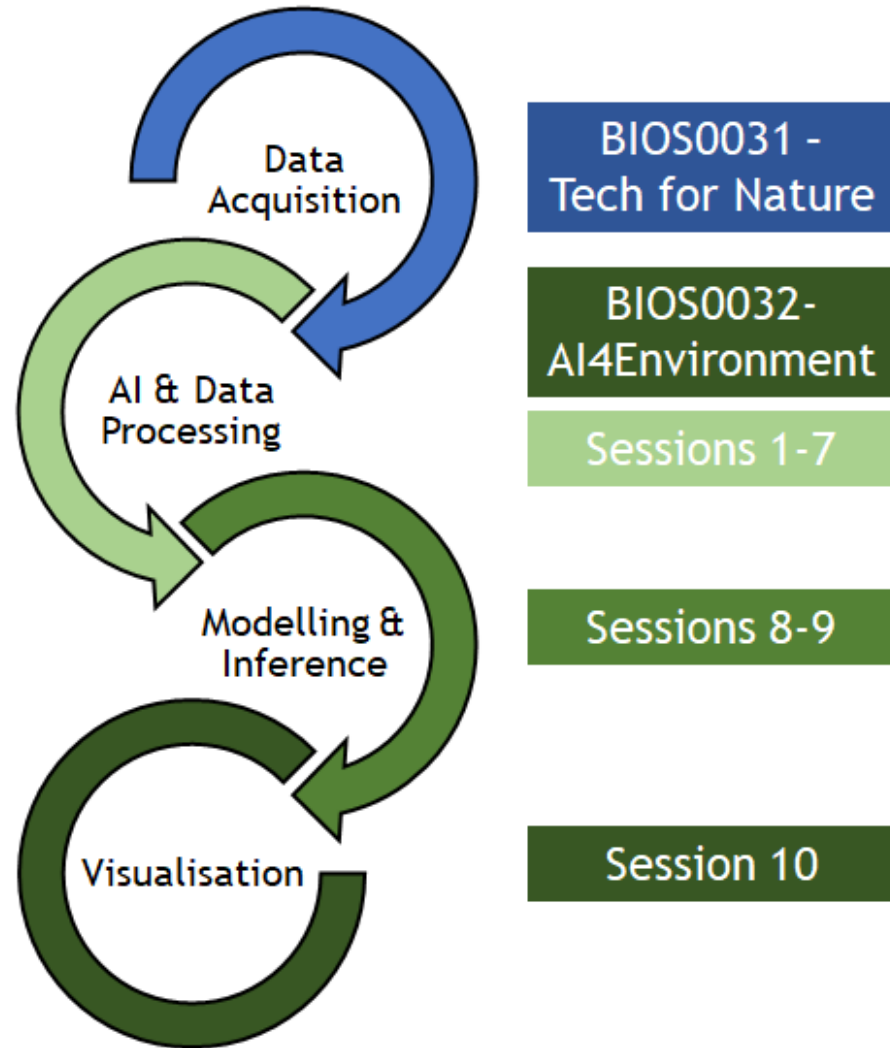 Data
Acquisition
BIOS0031 –
Tech for Nature
BIOS0032-
AI4Environment
AI & Data
Processing
Sessions 1-7
Modelling &
Inference
Sessions 8-9
Visualisation
Session 10